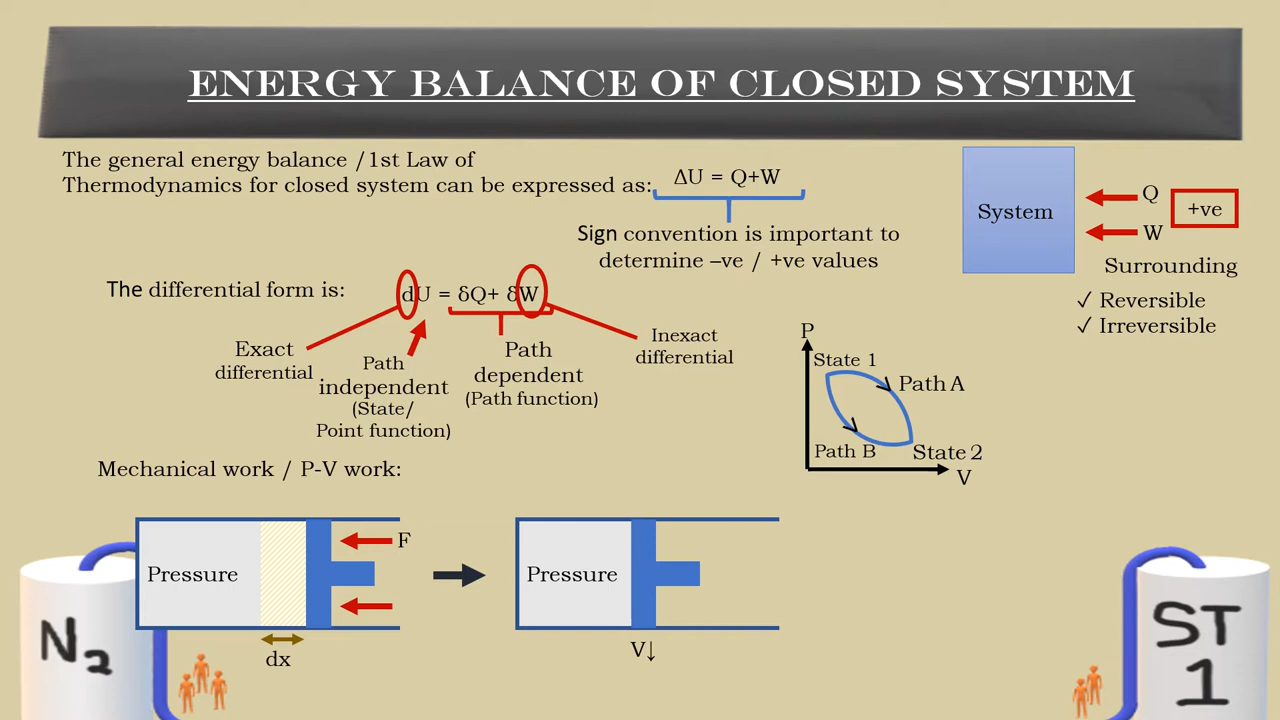 ENERGY BALANCE OF CLOSED SYSTEM
The general energy balance /1st Law of
Thermodynamics for closed system can be expressed as:
ΔU = Q+W
Sign convention is important to
determine –ve / +ve values
System
Q
W
+ve
Surrounding
✓ Reversible
✓ Irreversible
The differential form is:
dU = δQ+ δW
Exact
differential
Path
independent
(State/
Point function)
Path
dependent
(Path function)
Inexact
differential
P
State 1
Path A
Path B
State 2
V
Mechanical work / P-V work:
Pressure
F
dx
Pressure
V↓
N2
ST
1